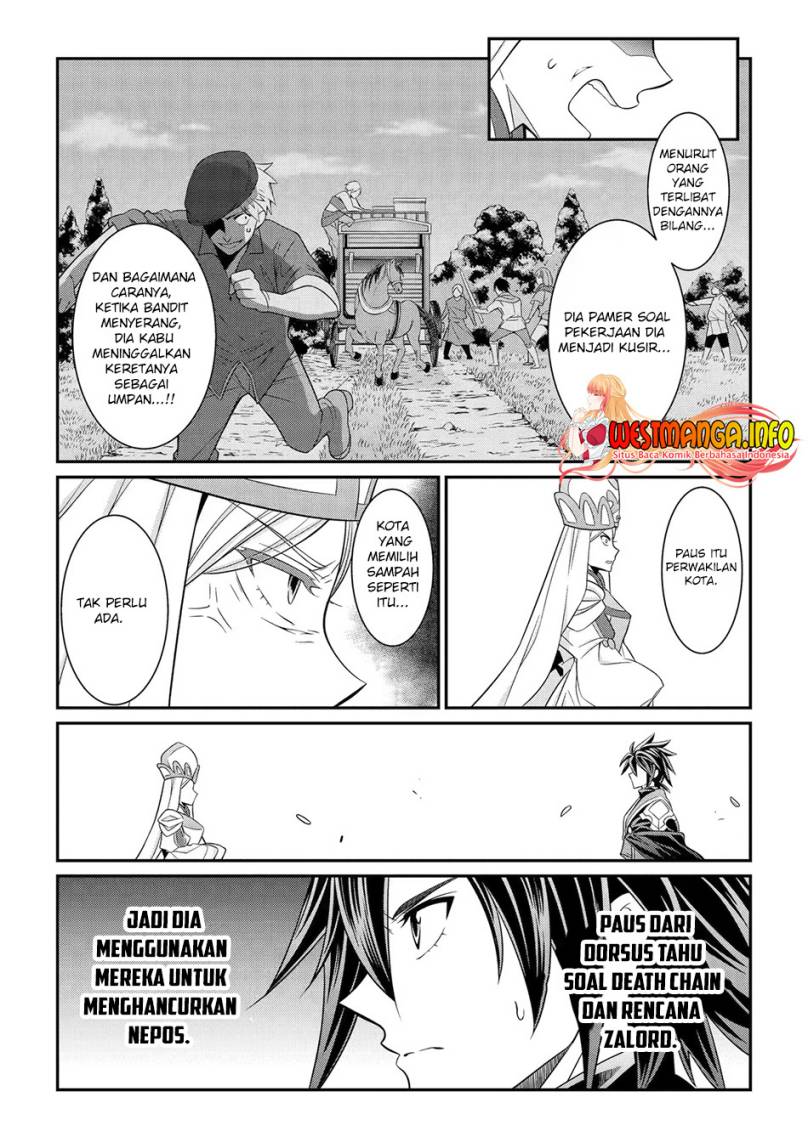 MENURUT
ORANG
YANG
TERLIBAT
DENGANNYA
BILANG...
DIA PAMER SOAL
PEKERJAAN DIA
MENJADI KUSIR...
DAN BAGAIMANA
CARANYA,
KETIKA BANDIT
MENYERANG,
DIA KABU
MENINGGALKAN
KERETANYA
SEBAGAI
UMPAN...!!
WESTMANGA.INFO
Situs Baca Komik Berbahasa Indonesia
PAUS ITU
PERWAKILAN
KOTA.
KOTA
YANG
MEMILIH
SAMPAH
SEPERTI
ITU...
TAK PERLU
ADA.
PAUS DARI
DORSUS TAHU
SOAL DEATH CHAIN
DAN RENCANA
ZALORD.
JADI DIA
MENGGUNAKAN
MEREKA UNTUK
MENGHANCURKAN
NEPOS.